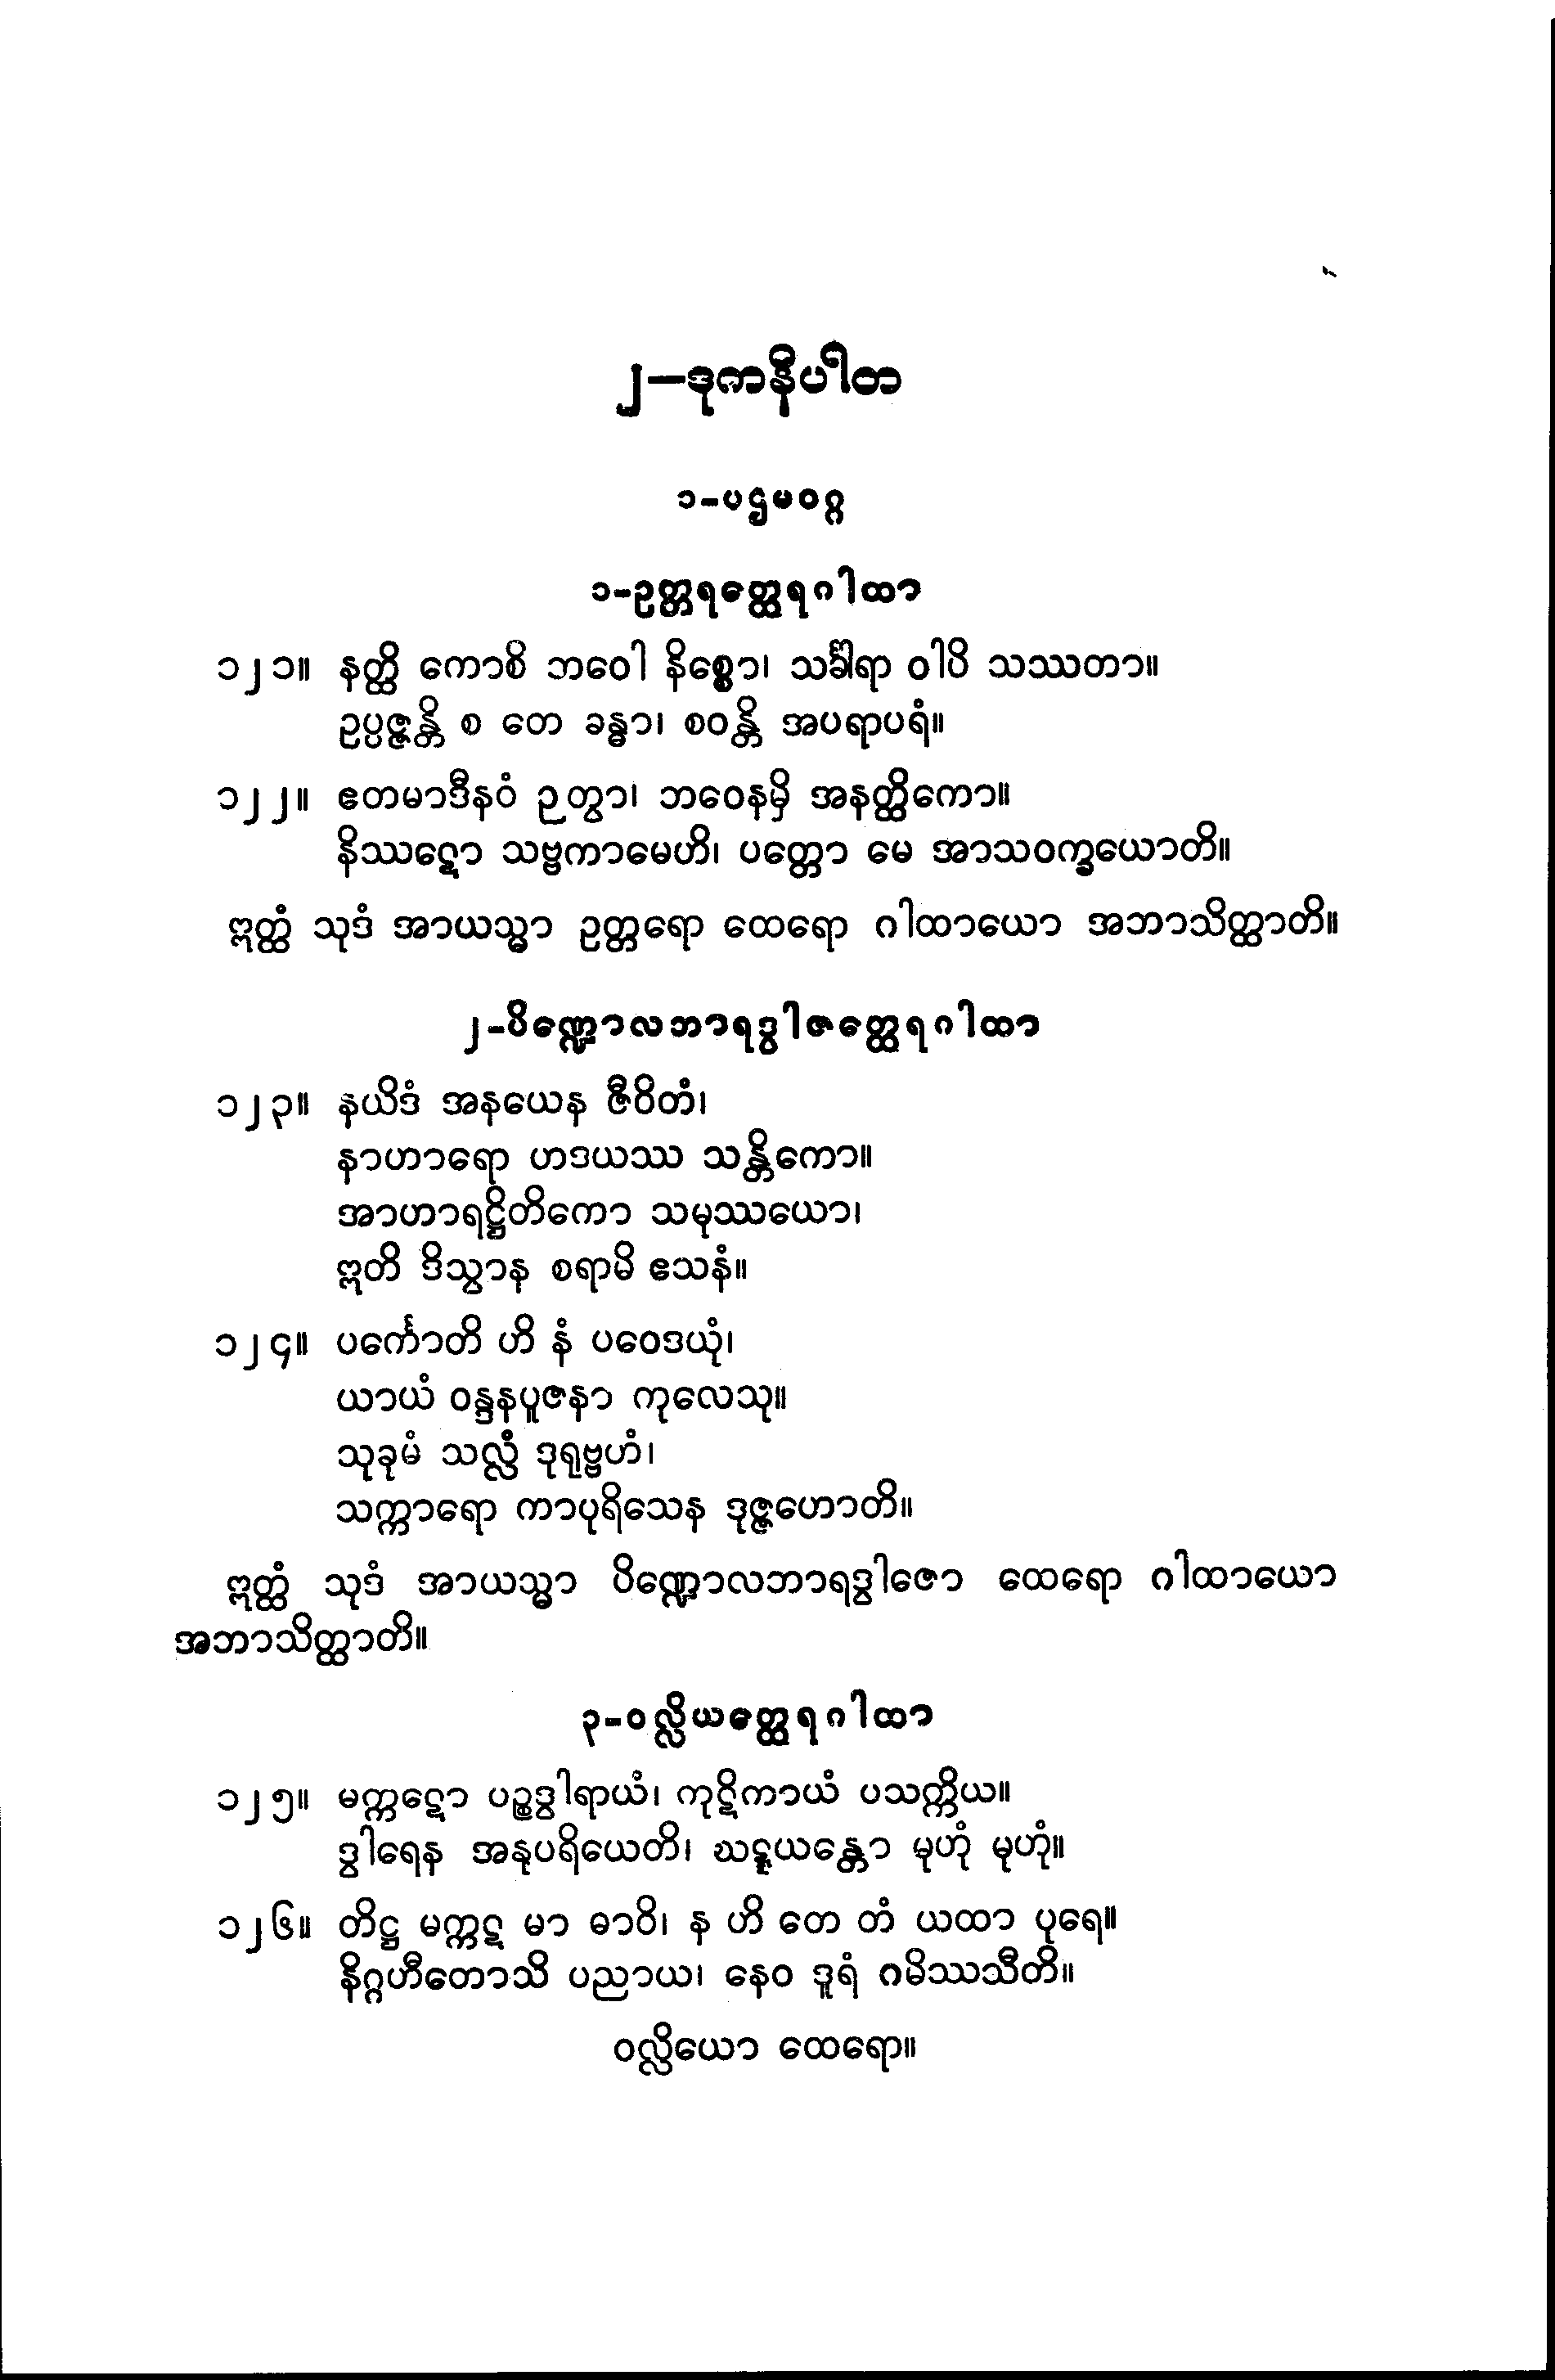 ၂—ဒုကနိပါတ
၁-ပဌမဝဂ္ဂ
၁-ဥတ္တရတ္ထေရဂါထာ
၁၂၁။ နတ္ထိ ကောစိ ဘဝေါ နိစ္စော၊ သင်္ခါရာ ဝါပိ သဿတာ။
ဥပ္ပဇ္ဇန္တိ စ တေ ခန္ဓာ၊ စဝန္တိ အပရာပရံ။
၁၂၂။ ဧတမာဒီနဝံ ဉတွာ၊ ဘဝေနမှိ အနတ္ထိကော။
နိဿဋ္ဋော သဗ္ဗကာမေဟိ၊ ပတ္တော မေ အာသဝက္ခယောတိ။
ဣတ္ထံ သုဒံ အာယသ္မာ ဥတ္တရော ထေရော ဂါထာယော အဘာသိတ္ထာတိ။
၂-ပိဏ္ဍောလဘာရဒွါဇတ္ထေရဂါထာ
၁၂၃။ နယိဒံ အနယေန ဇီဝိတံ၊
နာဟာရော ဟဒယဿ သန္တိကော။
အာဟာရဋ္ဌိတိကော သမုဿယော၊
ဣတိ ဒိသွာန စရာမိ ဧသနံ။
၁၂၄။ ပင်္ကောတိ ဟိ နံ ပဝေဒယုံ၊
ယာယံ ဝန္ဒနပူဇနာ ကုလေသု။
သုခုမံ သလ္လံ ဒုရုဗ္ဗဟံ၊
သက္ကာရော ကာပုရိသေန ဒုဇ္ဇဟောတိ။
ဣတ္ထံ သုဒံ အာယသ္မာ ပိဏ္ဍောလဘာရဒွါဇော ထေရော ဂါထာယော
အဘာသိတ္ထာတိ။
၃-ဝလ္လိယတ္ထေရဂါထာ
၁၂၅။ မက္ကဋော ပဉ္စဒွါရာယံ၊ ကုဋိကာယံ ပသက္ကိယ။
ဒွါရေန အနုပရိယေတိ၊ ဃဋ္ဋယန္တော မုဟုံ မုဟုံ။
၁၂၆။ တိဋ္ဌ မက္ကဋ မာ ဓာဝိ၊ န ဟိ တေ တံ ယထာ ပုရေ။
နိဂ္ဂဟီတောသိ ပညာယ၊ နေဝ ဒူရံ ဂမိဿသီတိ။
ဝလ္လိယော ထေရော။